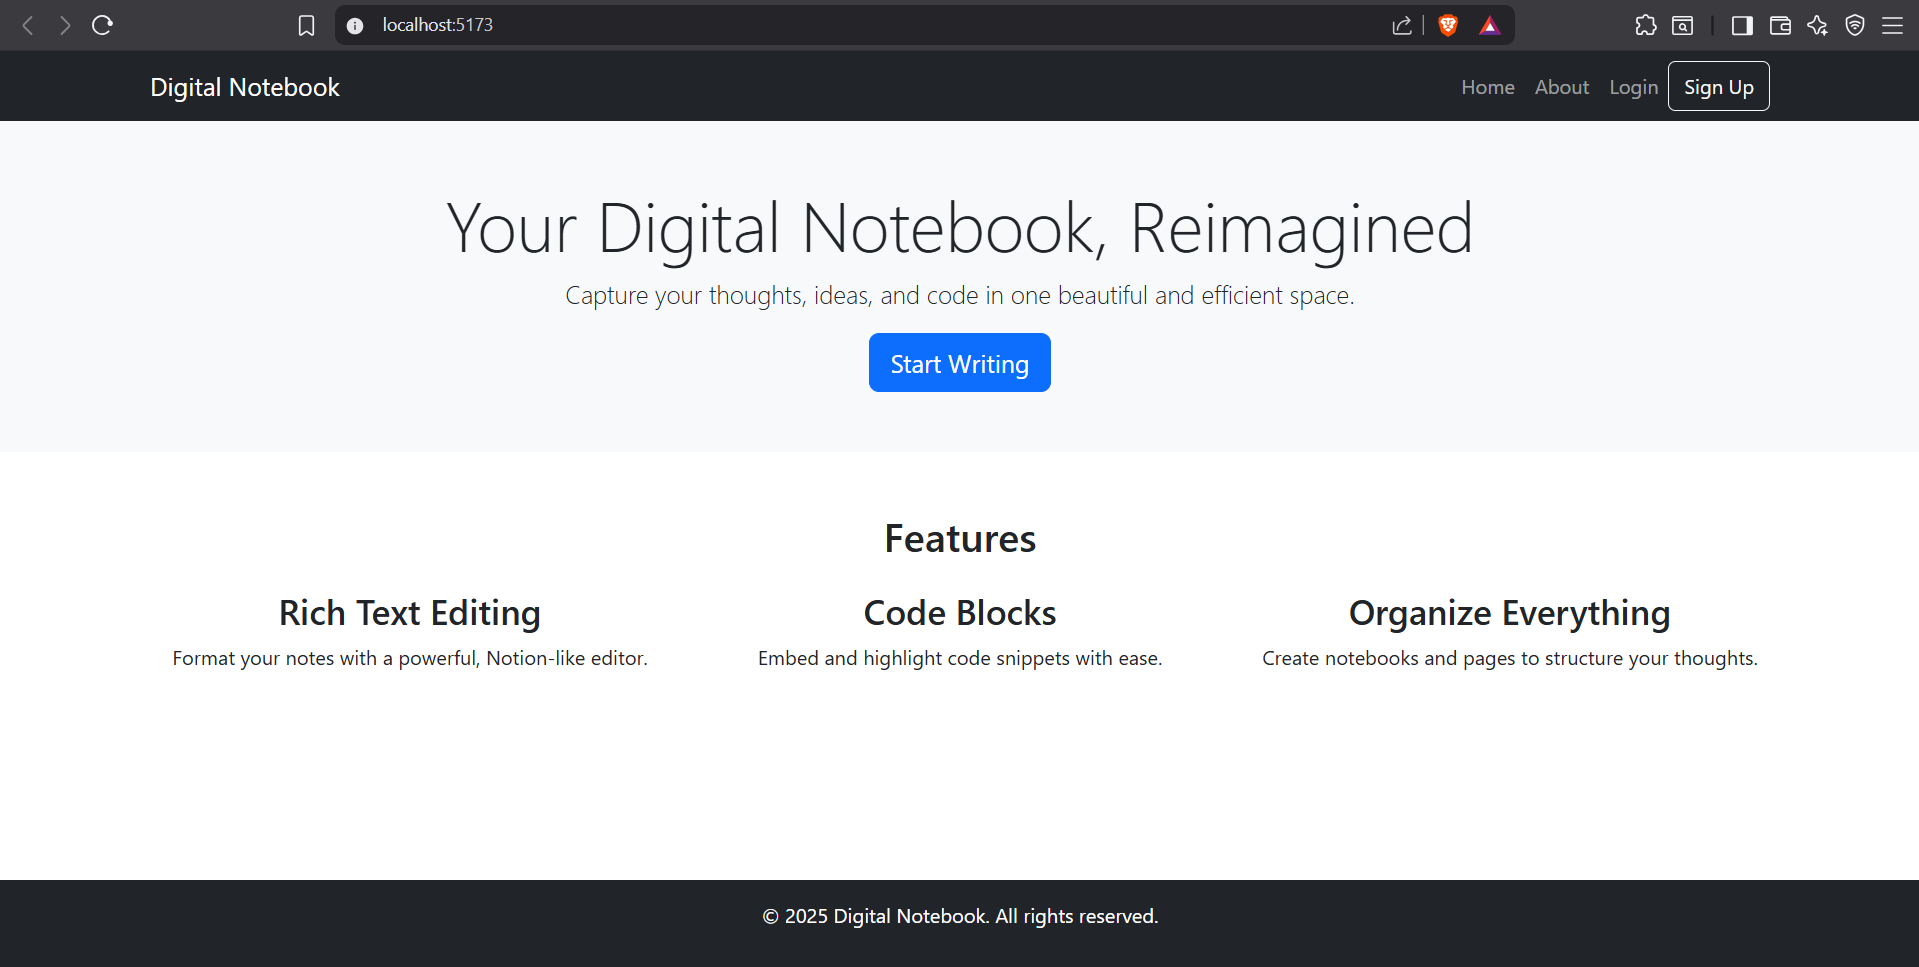 localhost:5173
Digital Notebook
Home About Login Sign Up
Your Digital Notebook, Reimagined
Capture your thoughts, ideas, and code in one beautiful and efficient space.
Start Writing
Features
Rich Text Editing
Format your notes with a powerful, Notion-like editor.
Code Blocks
Embed and highlight code snippets with ease.
Organize Everything
Create notebooks and pages to structure your thoughts.
© 2025 Digital Notebook. All rights reserved.